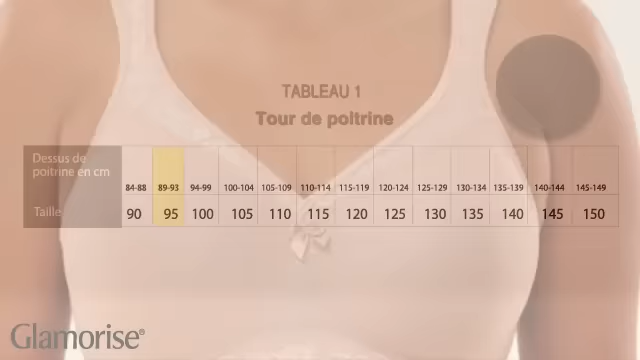 TABLEAU 1
Tour de poitrine
Dessus de
poitrine en cm
84-88 89-93 94-99 100-104 105-109 110-114 115-119 120-124 125-129 130-134 135-139 140-144 145-149
Taille 90 95 100 105 110 115 120 125 130 135 140 145 150
Glamorise®